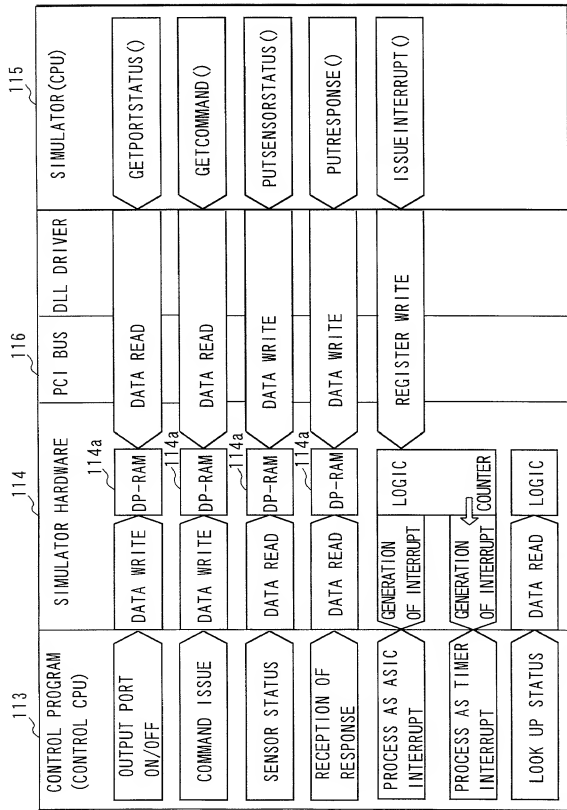 113
114
116
115
CONTROL PROGRAM
(CONTROL CPU)
SIMULATOR HARDWARE
PCI BUS
DLL DRIVER
SIMULATOR(CPU)
OUTPUT PORT
ON/OFF
DATA WRITE
114a
DP-RAM
DATA READ
GETPORTSTATUS()
COMMAND ISSUE
DATA WRITE
114a
DP-RAM
DATA READ
GETCOMMAND()
SENSOR STATUS
DATA READ
114a
DP-RAM
DATA WRITE
PUTSENSORSTATUS()
RECEPTION OF
RESPONSE
DATA READ
114a
DP-RAM
DATA WRITE
PUTRESPONSE()
PROCESS AS ASIC
INTERRUPT
GENERATION
OF INTERRUPT
LOGIC
REGISTER WRITE
ISSUEINTERRUPT()
PROCESS AS TIMER
INTERRUPT
GENERATION
OF INTERRUPT
COUNTER
LOOK UP STATUS
DATA READ
LOGIC